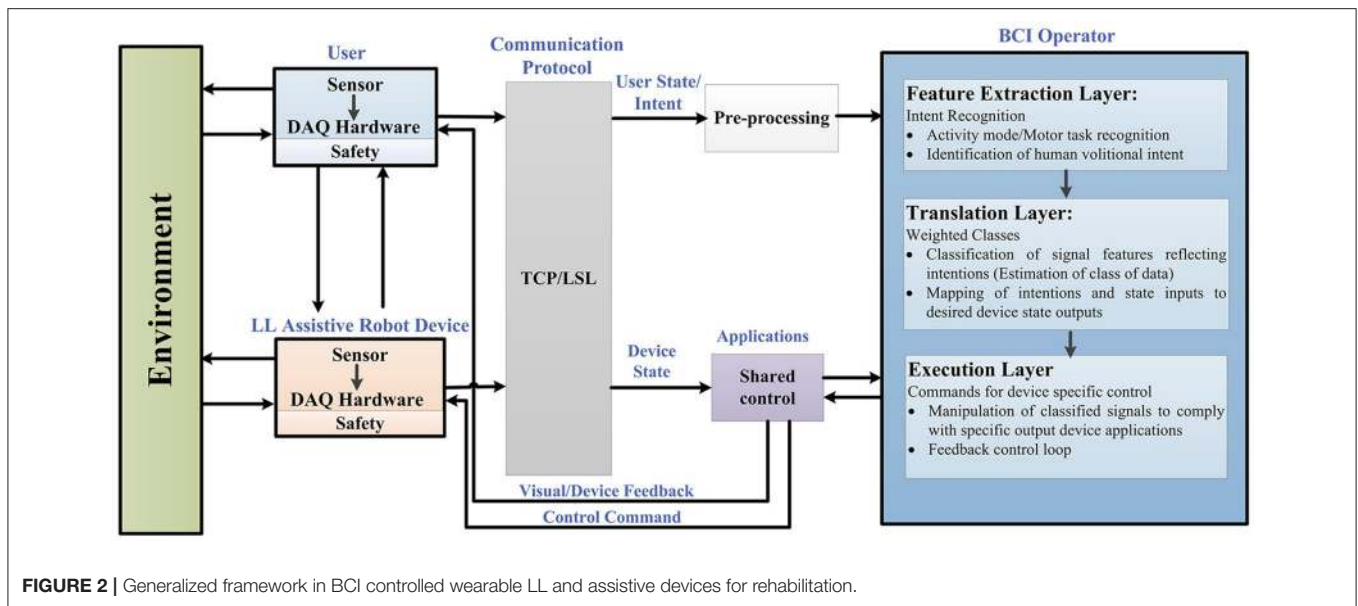 Environment
User
Sensor
DAQ Hardware
Safety
LL Assistive Robot Device
Sensor
DAQ Hardware
Safety
Communication
Protocol
TCP/LSL
User State/
Intent
Pre-processing
Device
State
Applications
Shared
control
Visual/Device Feedback
Control Command
BCI Operator
Feature Extraction Layer:
Intent Recognition
• Activity mode/Motor task recognition
• Identification of human volitional intent
Translation Layer:
Weighted Classes
• Classification of signal features reflecting
intentions (Estimation of class of data)
• Mapping of intentions and state inputs to
desired device state outputs
Execution Layer
Commands for device specific control
• Manipulation of classified signals to comply
with specific output device applications
• Feedback control loop
FIGURE 2 | Generalized framework in BCI controlled wearable LL and assistive devices for rehabilitation.